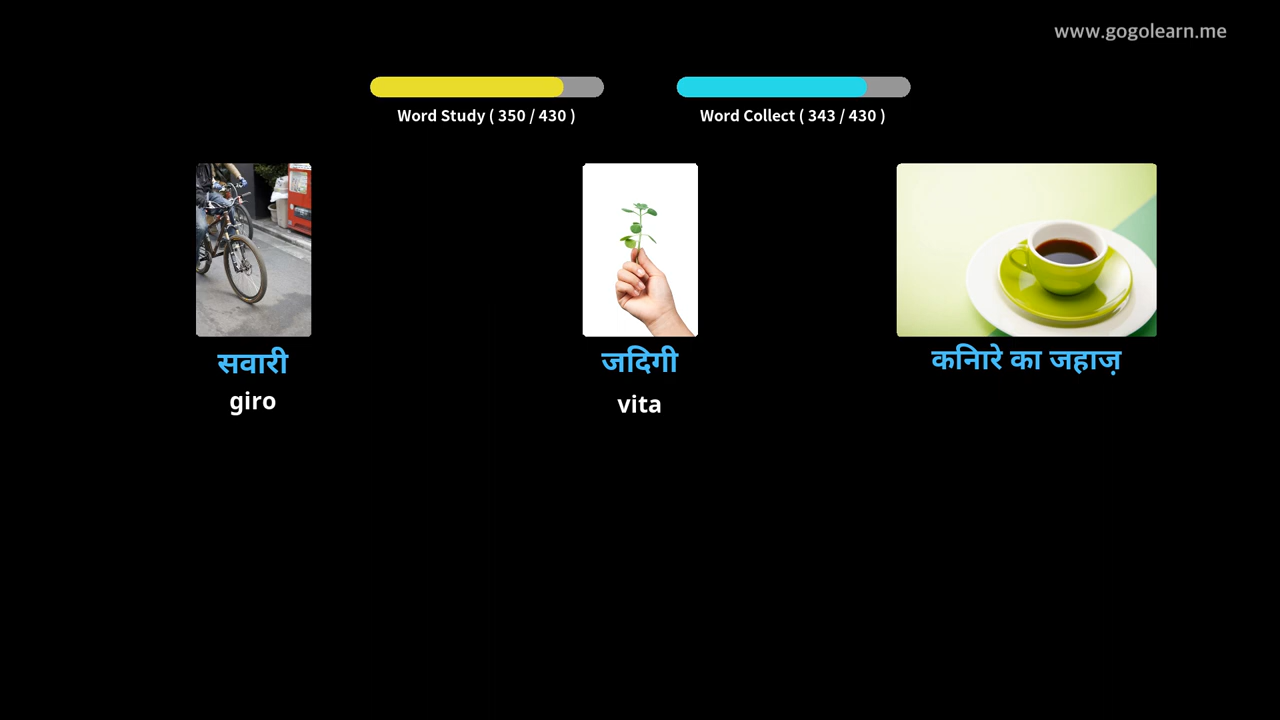 www.gogolearn.me
Word Study ( 350 / 430 )
Word Collect ( 343 / 430 )
सवारी
जदिगी
कनिारे का जहाज़
giro
vita